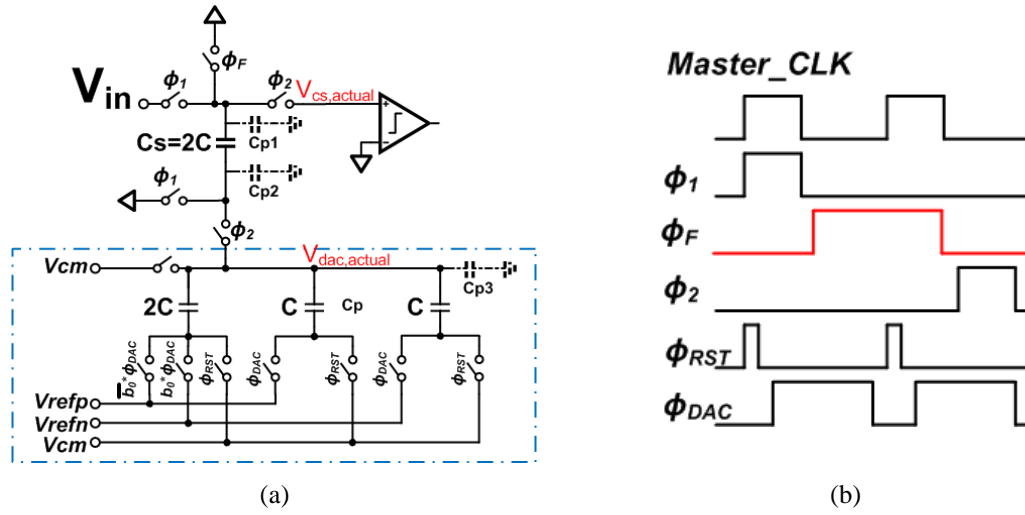 ϕF
ϕ1
ϕ2
Vin
Vcs,actual
+
-
Cs=2C
Cp1
Cp2
ϕ1
ϕ2
Vcm
Vdac,actual
Cp3
2C
C
Cp
C
b̅0*ϕDAC
b0*ϕDAC
ϕRST
ϕDAC
ϕRST
ϕDAC
ϕRST
Vrefp
Vrefn
Vcm
(a)
Master_CLK
ϕ1
ϕF
ϕ2
ϕRST
ϕDAC
(b)